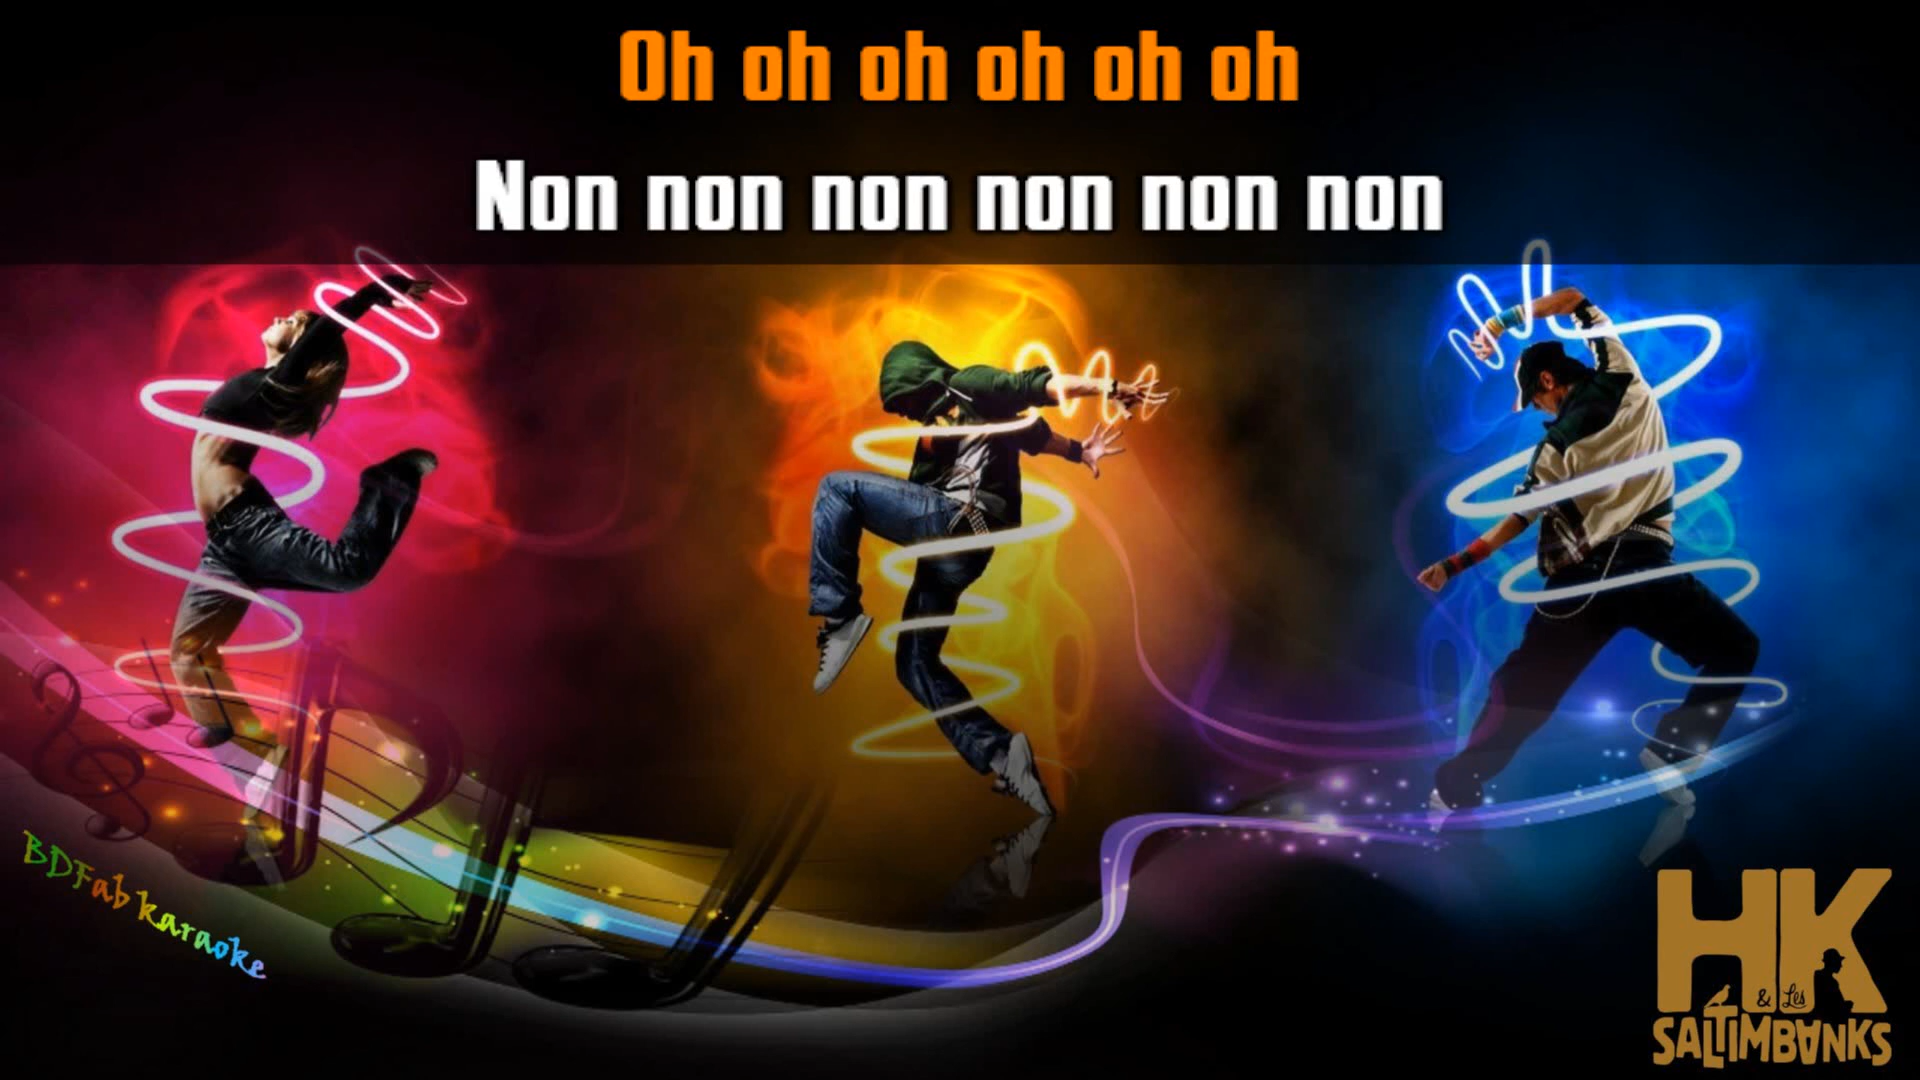 Oh oh oh oh oh oh
Non non non non non non
BDFab karaoke
HK
& Les
SALTIMBANKS